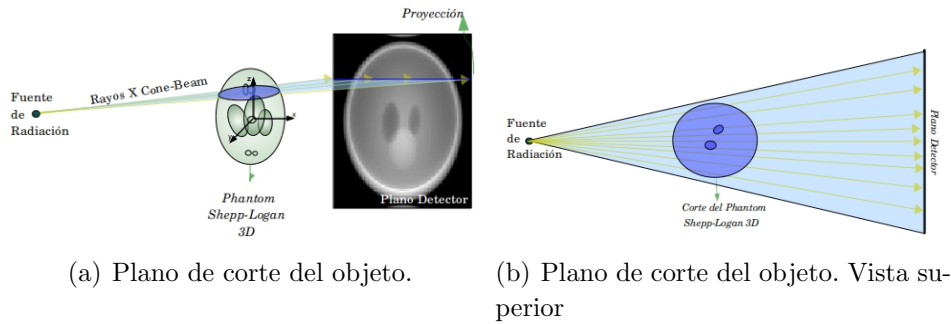 Proyección
Rayos X Cone-Beam
Fuente
de
Radiación
z
x
y
Plano Detector
Phantom
Shepp-Logan
3D
(a) Plano de corte del objeto.
Fuente
de
Radiación
Plano Detector
Corte del Phantom
Shepp-Logan 3D
(b) Plano de corte del objeto. Vista su-
perior